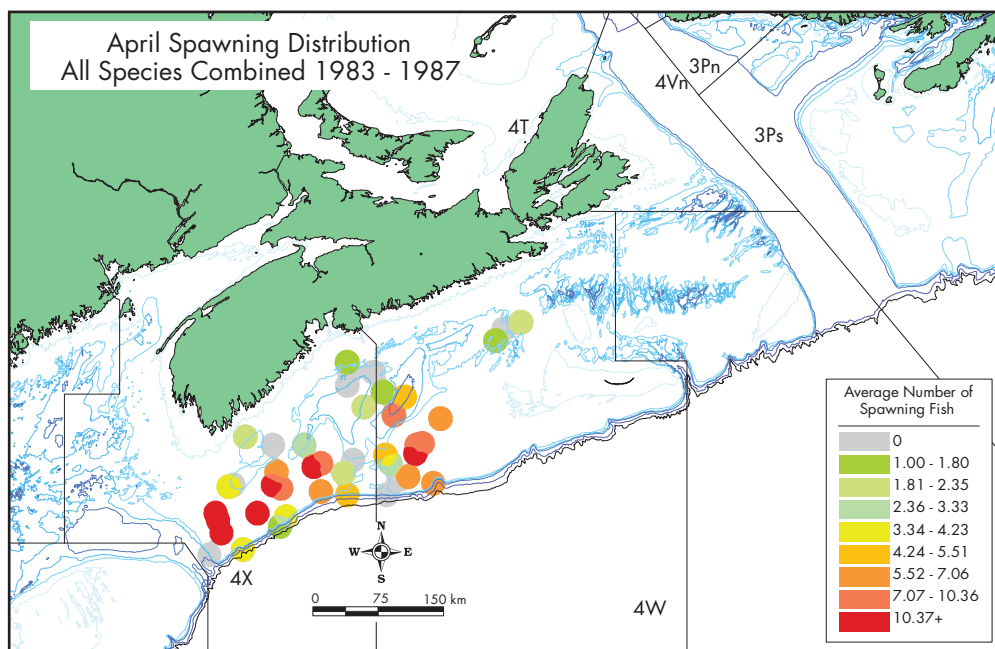 April Spawning Distribution
All Species Combined 1983 - 1987
3Pn
4Vn
4T
3Ps
Average Number of
Spawning Fish
0
1.00 - 1.80
1.81 - 2.35
2.36 - 3.33
3.34 - 4.23
4.24 - 5.51
5.52 - 7.06
7.07 - 10.36
10.37+
N
W E
S
4X
0 75 150 km
4W